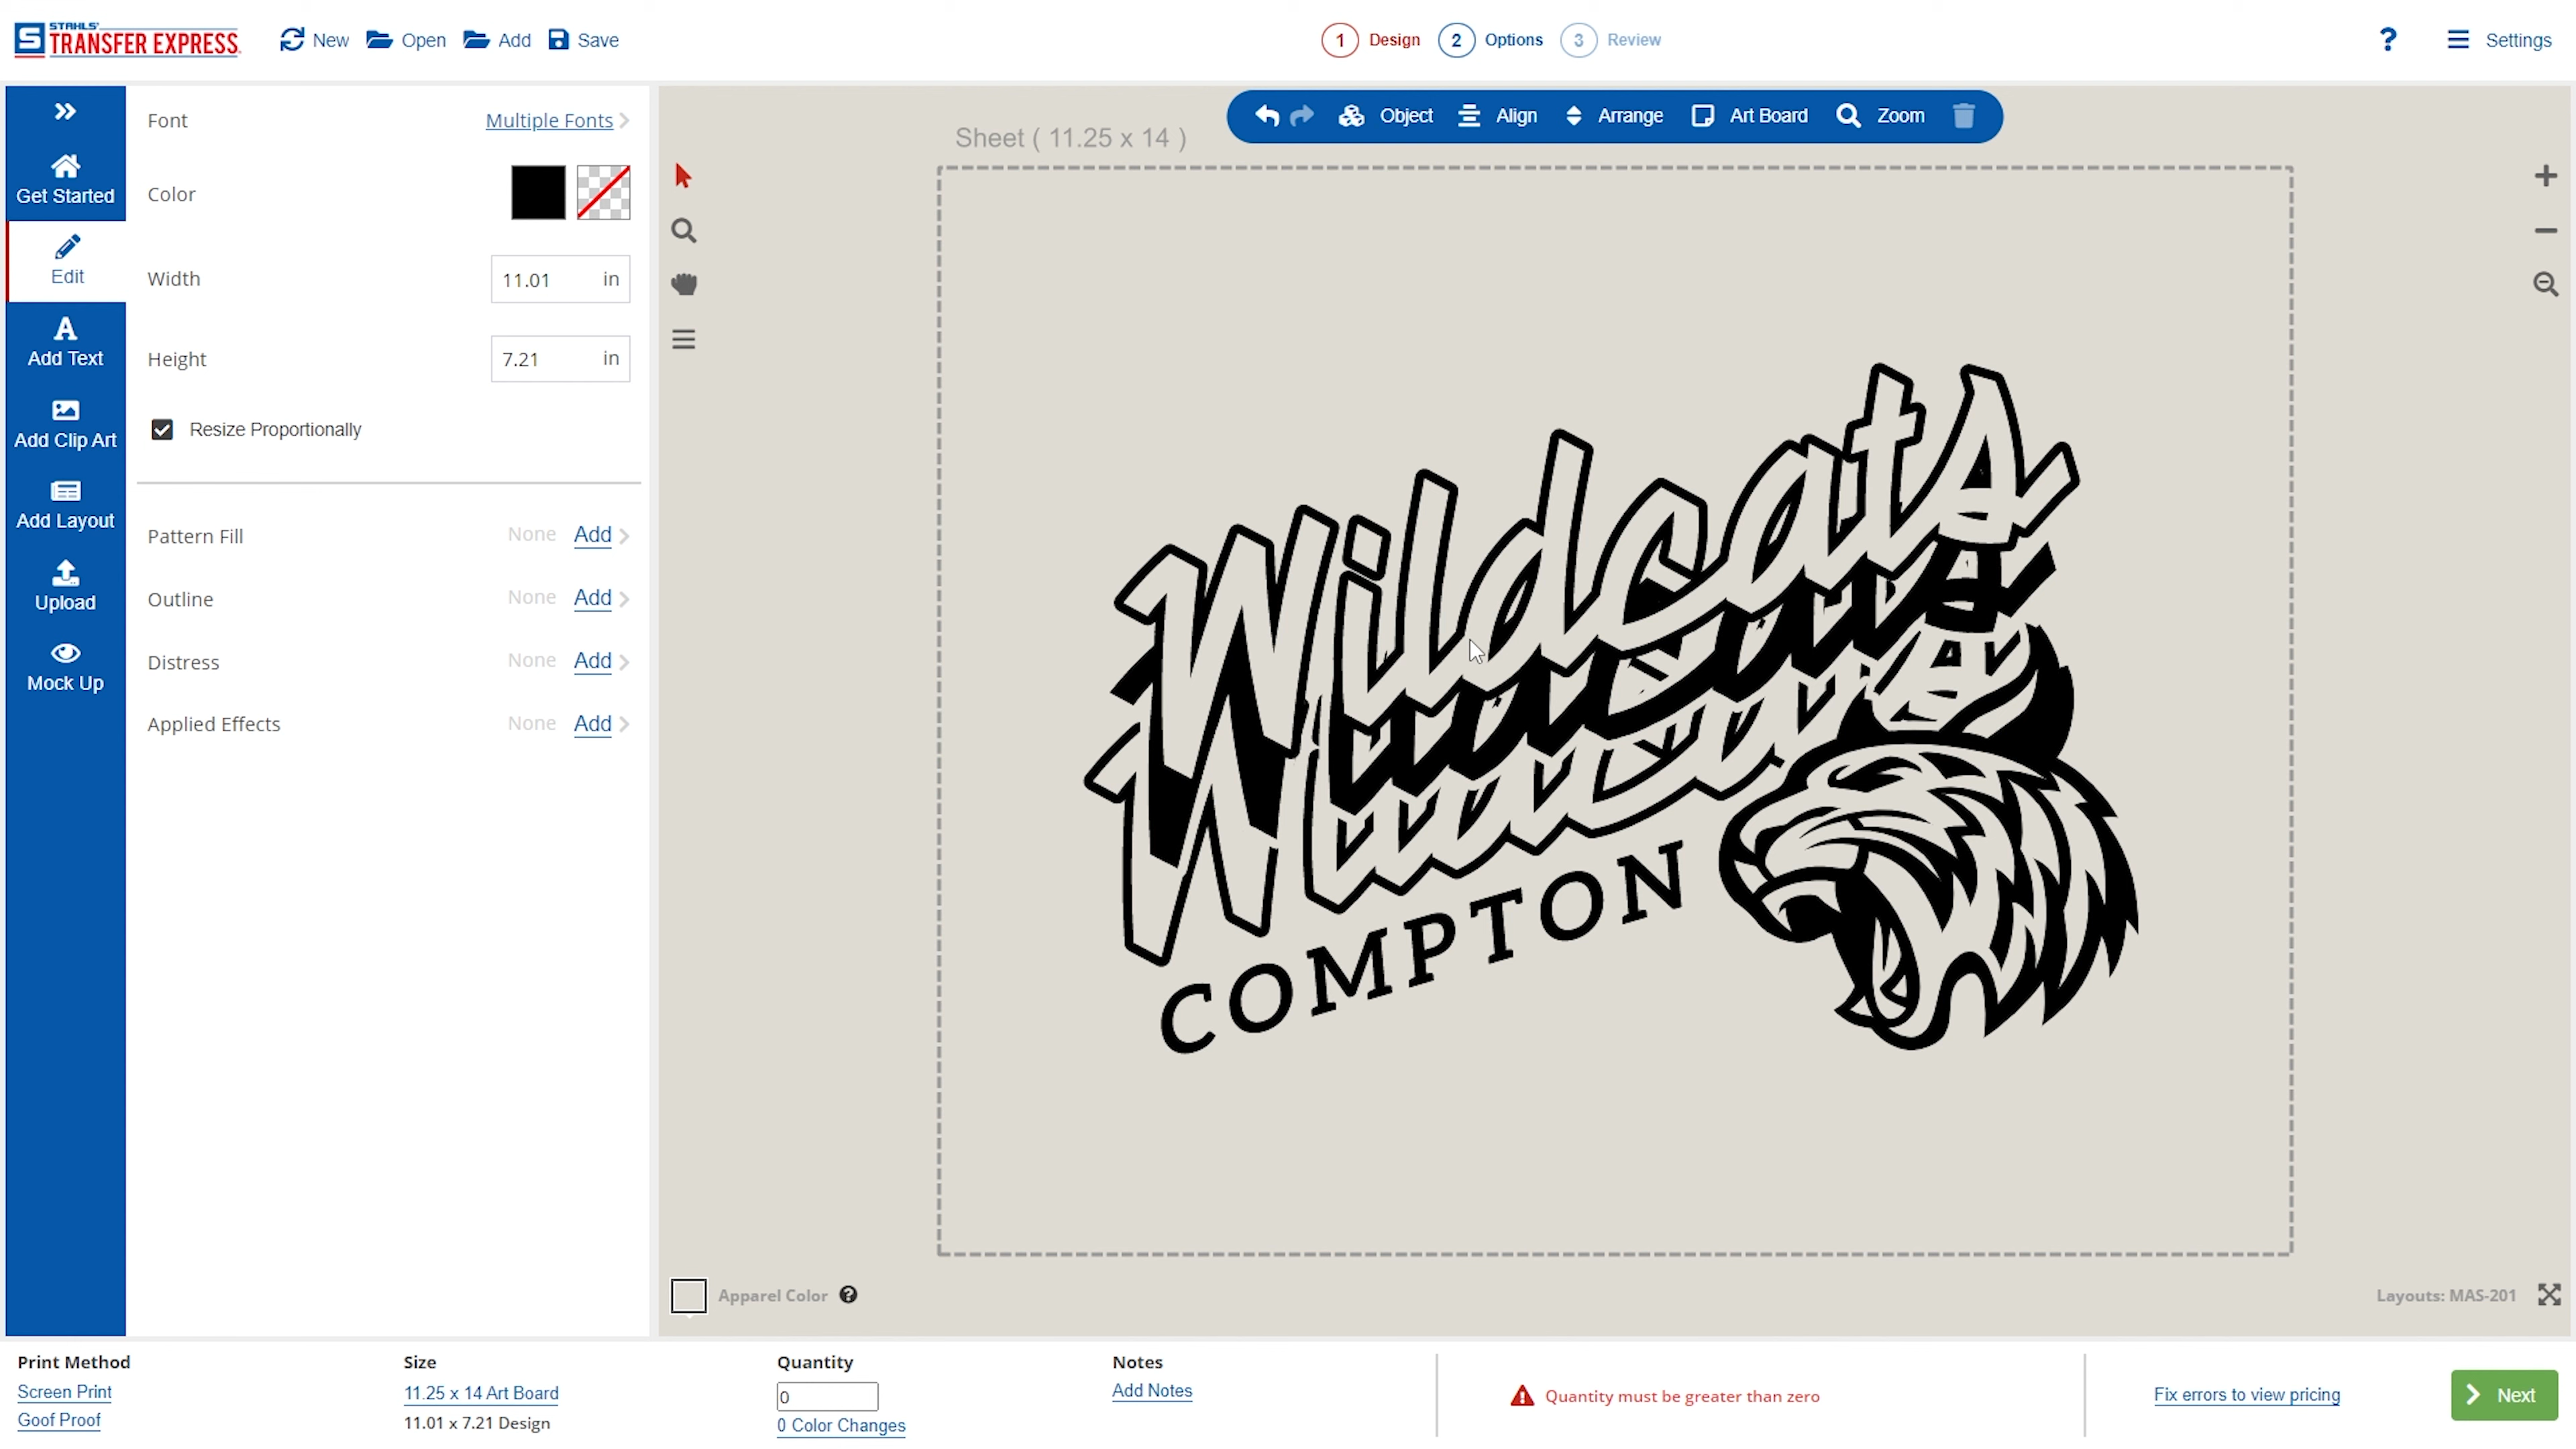 STAHLS'
TRANSFER EXPRESS
New
Open
Add
Save
1 Design
2 Options
3 Review
?
Settings
Get Started
Edit
Add Text
Add Clip Art
Add Layout
Upload
Mock Up
Font
Multiple Fonts
Color
Width
11.01 in
Height
7.21 in
Resize Proportionally
Pattern Fill None Add
Outline None Add
Distress None Add
Applied Effects None Add
Sheet ( 11.25 x 14 )
Object
Align
Arrange
Art Board
Zoom
Wildcats
Wildcats
Wildcats
COMPTON
Apparel Color ?
Layouts: MAS-201
Print Method
Screen Print
Goof Proof
Size
11.25 x 14 Art Board
11.01 x 7.21 Design
Quantity
0
0 Color Changes
Notes
Add Notes
Quantity must be greater than zero
Fix errors to view pricing
Next